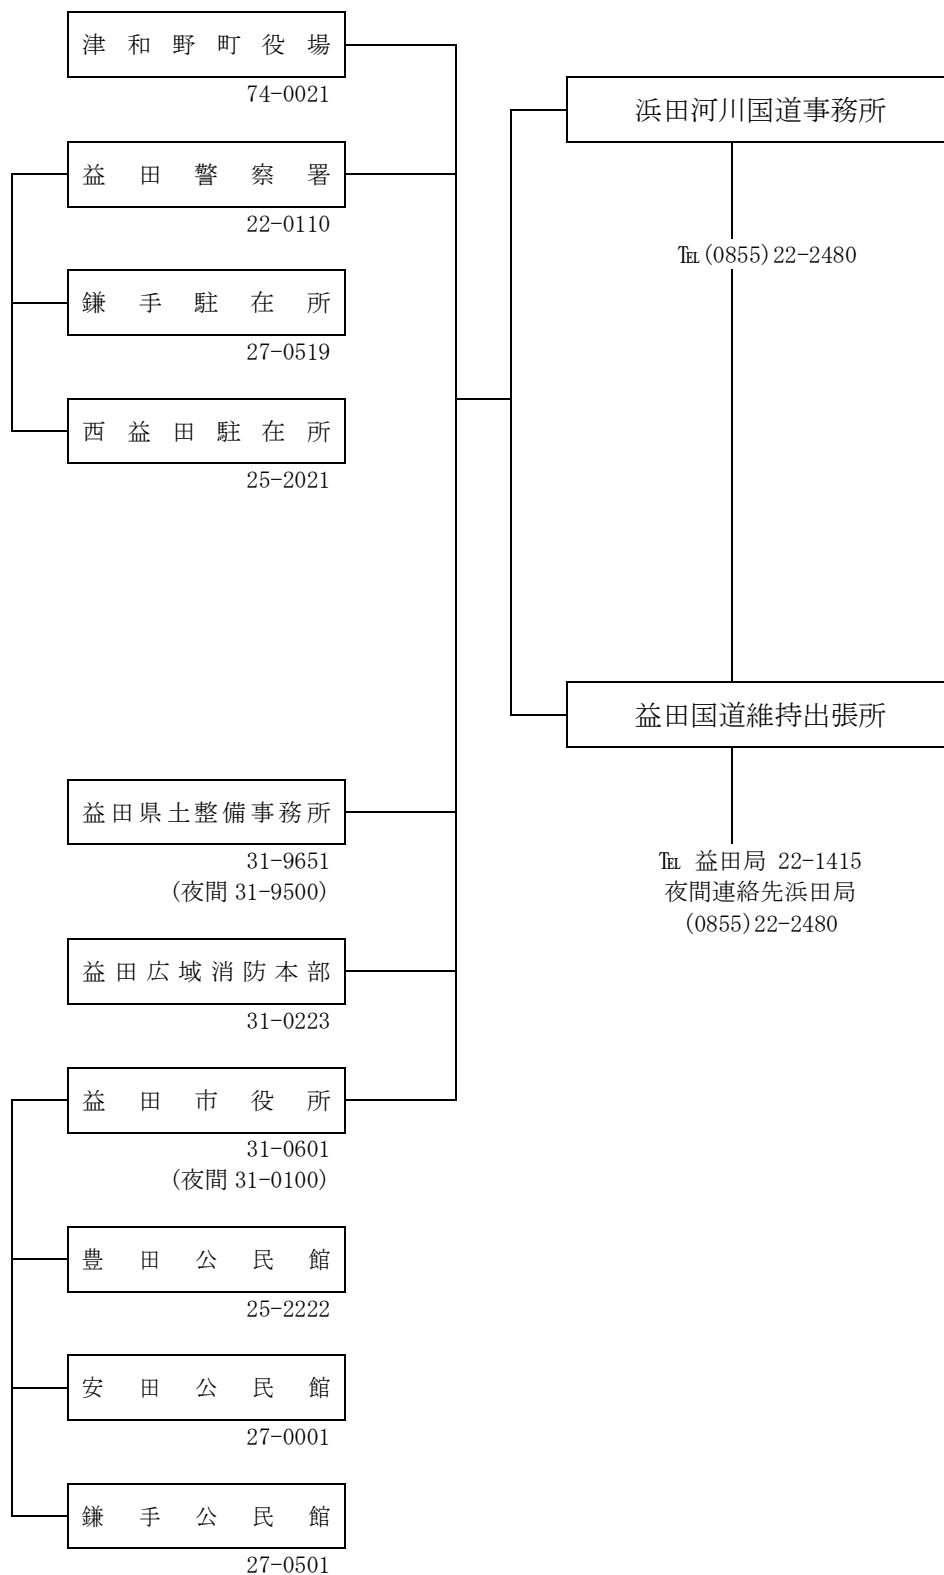 津和野町役場
74-0021
益田警察署
22-0110
鎌手駐在所
27-0519
西益田駐在所
25-2021
益田県土整備事務所
31-9651
(夜間 31-9500)
益田広域消防本部
31-0223
益田市役所
31-0601
(夜間 31-0100)
豊田公民館
25-2222
安田公民館
27-0001
鎌手公民館
27-0501
浜田河川国道事務所
℡(0855)22-2480
益田国道維持出張所
℡ 益田局 22-1415
夜間連絡先浜田局
(0855)22-2480